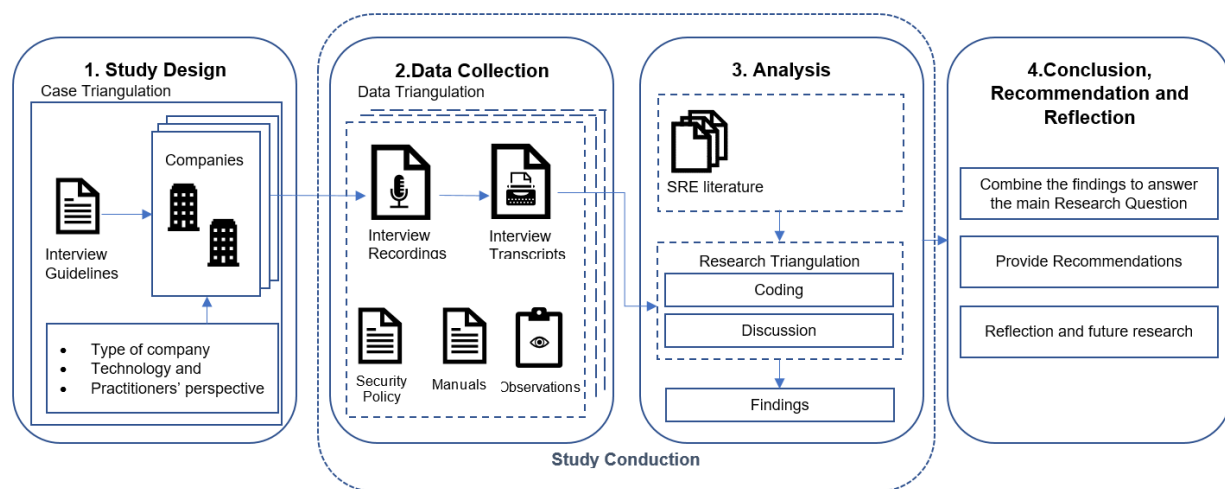 1. Study Design
Case Triangulation
Companies
Interview
Guidelines
• Type of company
• Technology and
• Practitioners' perspective
2.Data Collection
Data Triangulation
Interview
Recordings
Interview
Transcripts
Security
Policy
Manuals
Observations
3. Analysis
SRE literature
Research Triangulation
Coding
Discussion
Findings
Study Conduction
4.Conclusion,
Recommendation and
Reflection
Combine the findings to answer
the main Research Question
Provide Recommendations
Reflection and future research